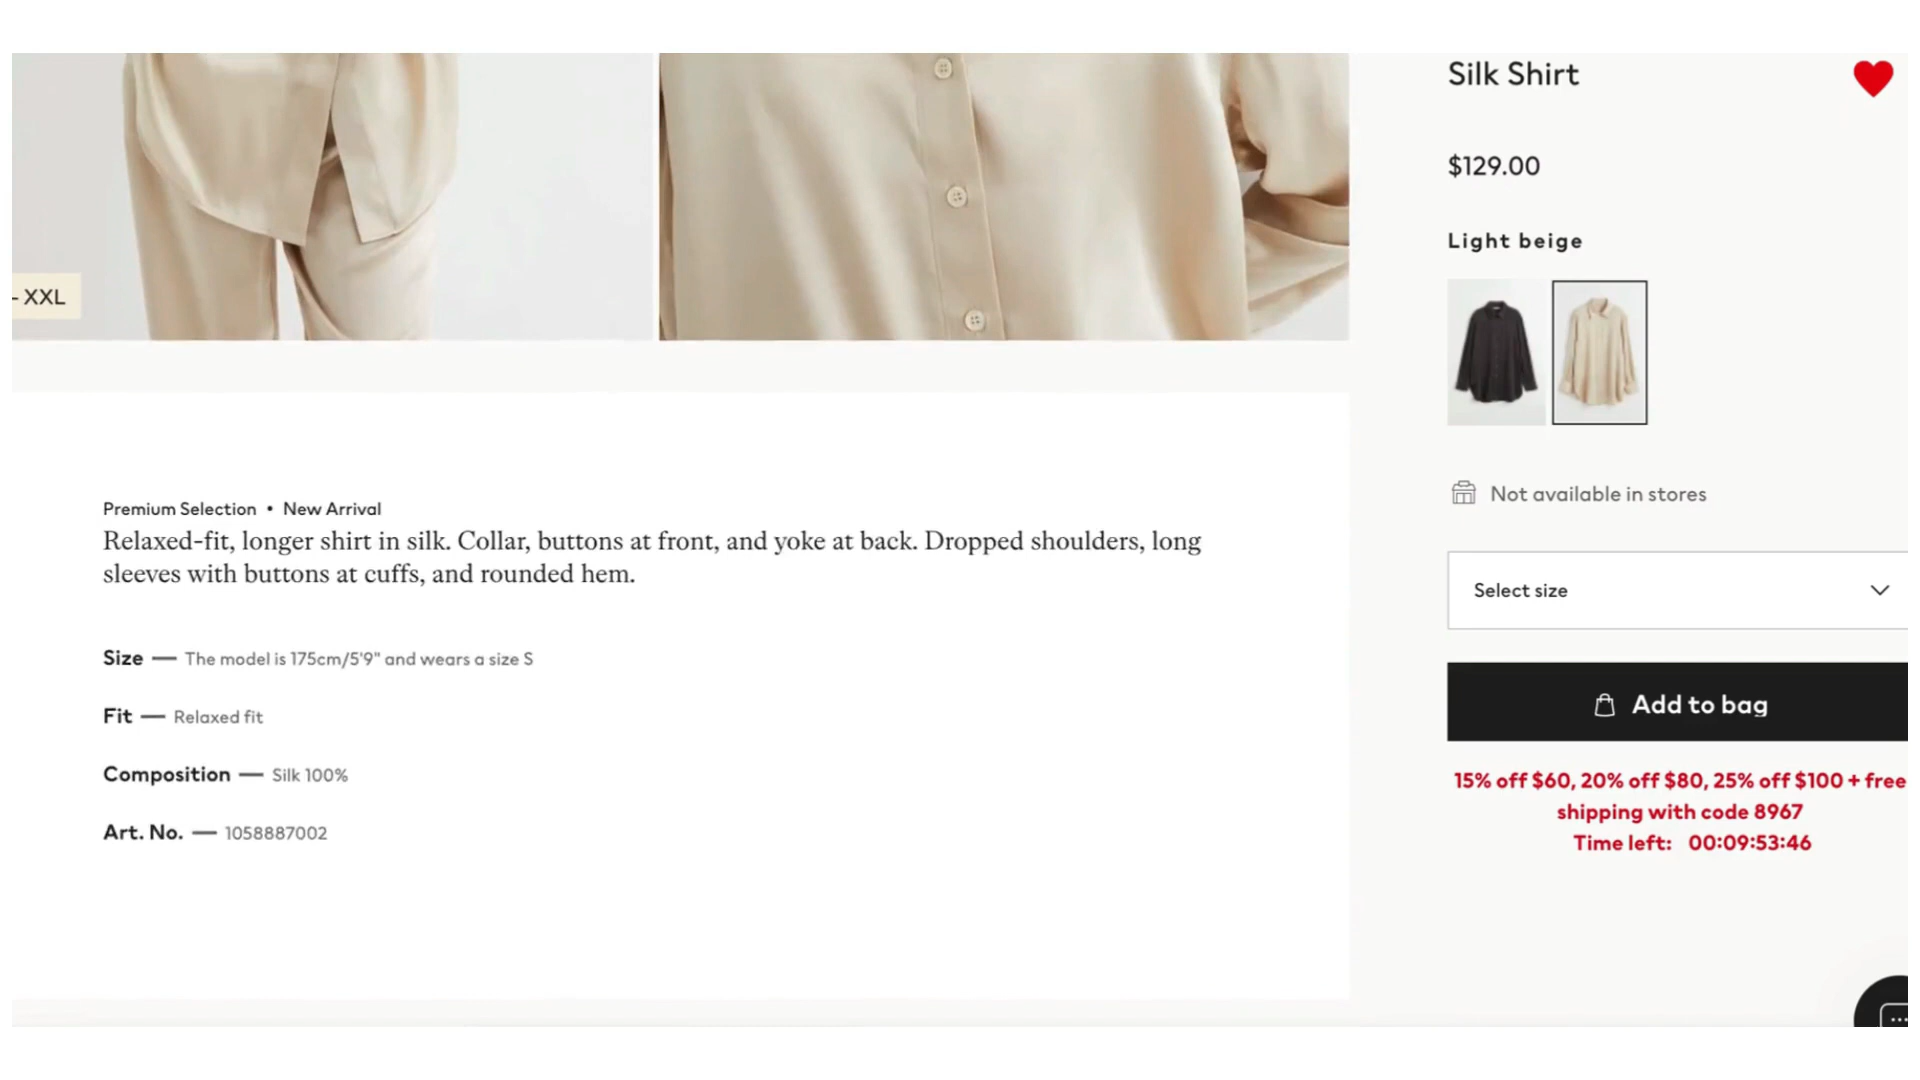 - XXL
Premium Selection • New Arrival
Relaxed-fit, longer shirt in silk. Collar, buttons at front, and yoke at back. Dropped shoulders, long
sleeves with buttons at cuffs, and rounded hem.
Size — The model is 175cm/5'9" and wears a size S
Fit — Relaxed fit
Composition — Silk 100%
Art. No. — 1058887002
Silk Shirt
$129.00
Light beige
Not available in stores
Select size
Add to bag
15% off $60, 20% off $80, 25% off $100 + free
shipping with code 8967
Time left: 00:09:53:46